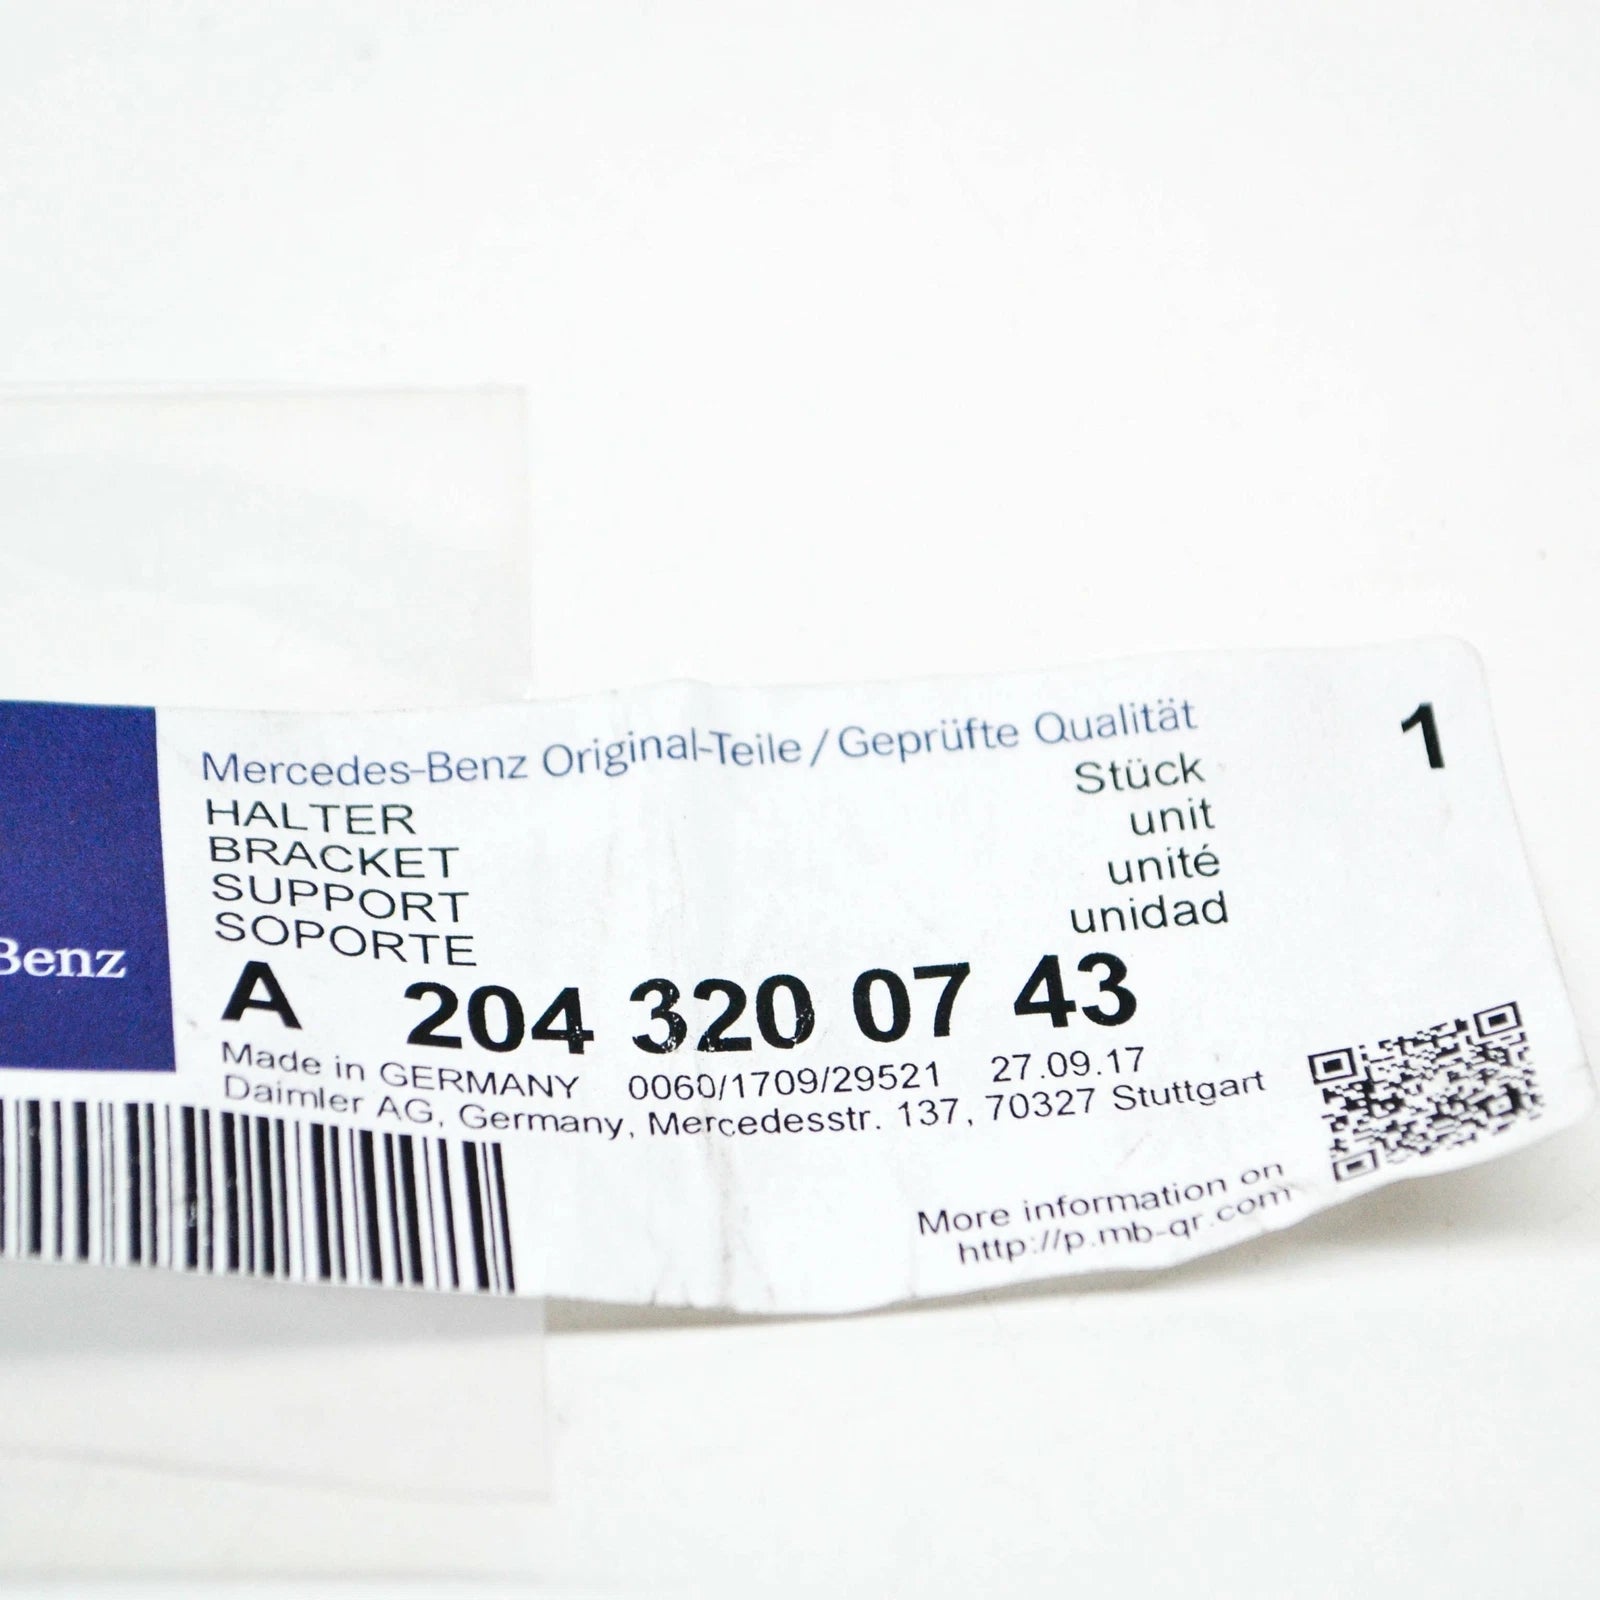 Mercedes-Benz Original-Teile / Geprüfte Qualität
HALTER
BRACKET
SUPPORT
SOPORTE
Stück
unit
unité
unidad
1
Benz
A 204 320 07 43
Made in GERMANY 0060/1709/29521 27.09.17
Daimler AG, Germany, Mercedesstr. 137, 70327 Stuttgart
More information on
http://p.mb-qr.com